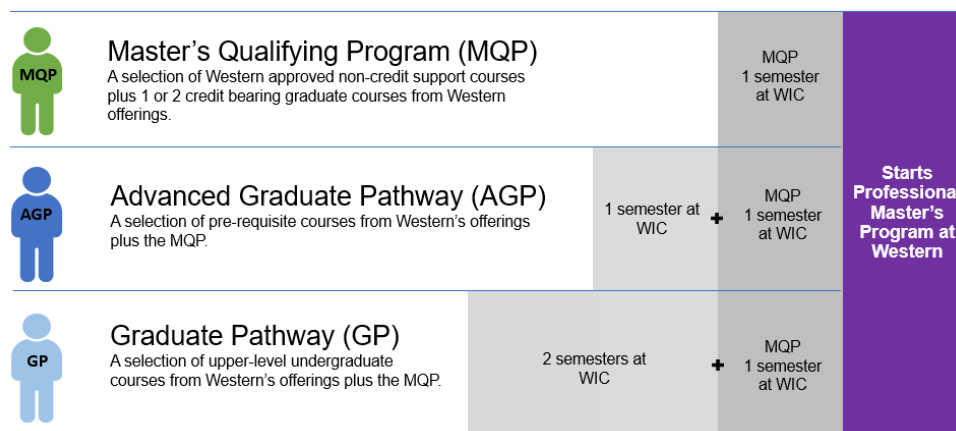 MQP
Master's Qualifying Program (MQP)
A selection of Western approved non-credit support courses
plus 1 or 2 credit bearing graduate courses from Western
offerings.
MQP
1 semester
at WIC
AGP
Advanced Graduate Pathway (AGP)
A selection of pre-requisite courses from Western's offerings
plus the MQP.
1 semester at
WIC
+
MQP
1 semester
at WIC
GP
Graduate Pathway (GP)
A selection of upper-level undergraduate
courses from Western's offerings plus the MQP.
2 semesters at
WIC
+
MQP
1 semester
at WIC
Starts
Professiona
Master's
Program at
Western